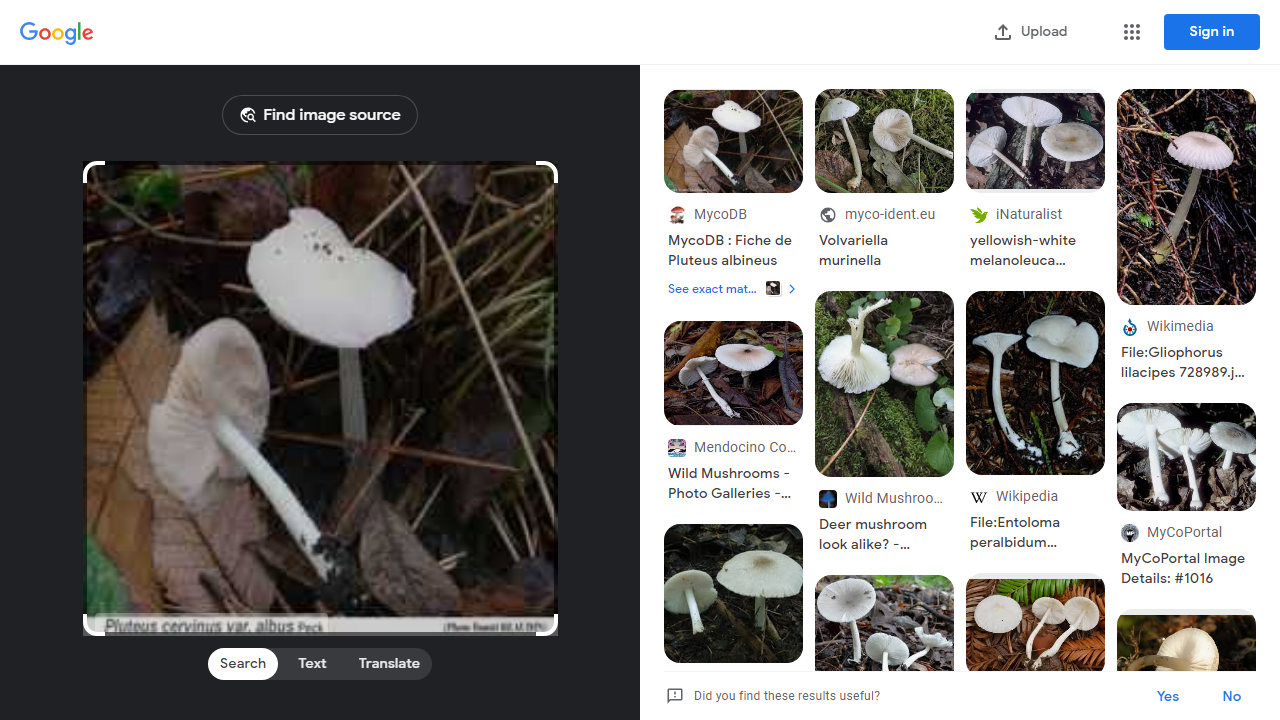 Google
Upload
Sign in
Find image source
Pluteus cervinus var. albus Peck
Search
Text
Translate
MycoDB
MycoDB : Fiche de
Pluteus albineus
See exact mat...
Mendocino Co...
Wild Mushrooms -
Photo Galleries -...
myco-ident.eu
Volvariella
murinella
Wild Mushroo...
Deer mushroom
look alike? -...
iNaturalist
yellowish-white
melanoleuca...
Wikipedia
File:Entoloma
peralbidum...
Wikimedia
File:Gliophorus
lilacipes 728989.j...
MyCoPortal
MyCoPortal Image
Details: #1016
Did you find these results useful?
Yes
No